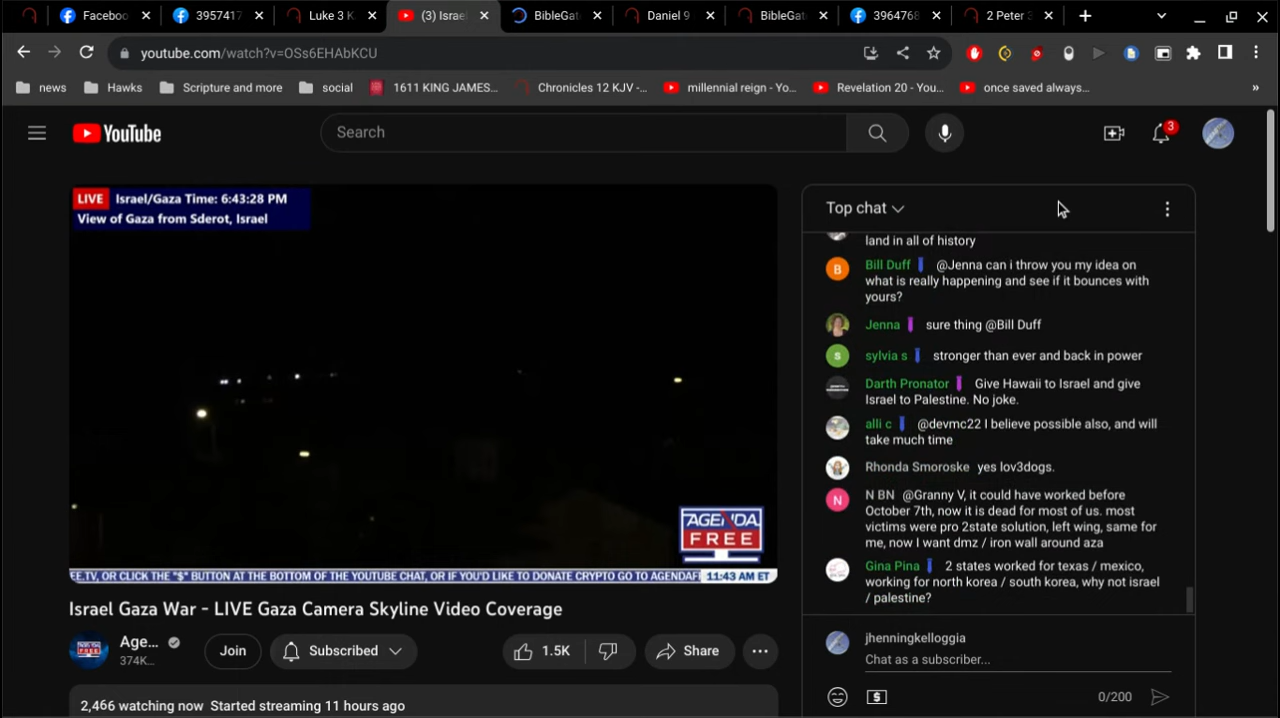 Faceboo
3957417
Luke 3 K
(3) Israe
BibleGat
Daniel 9
BibleGat
3964768
2 Peter 3
youtube.com/watch?v=OSs6EHAbKCU
news
Hawks
Scripture and more
social
1611 KING JAMES...
Chronicles 12 KJV -...
millennial reign - Yo...
Revelation 20 - You...
once saved always...
»
YouTube
Search
3
LIVE Israel/Gaza Time: 6:43:28 PM
View of Gaza from Sderot, Israel
AGENDA
FREE
EE.TV, OR CLICK THE "$" BUTTON AT THE BOTTOM OF THE YOUTUBE CHAT, OR IF YOU'D LIKE TO DONATE CRYPTO GO TO AGENDAF
11:43 AM ET
Top chat
land in all of history
B
Bill Duff @Jenna can i throw you my idea on
what is really happening and see if it bounces with
yours?
Jenna sure thing @Bill Duff
s
sylvia s stronger than ever and back in power
Darth Pronator Give Hawaii to Israel and give
Israel to Palestine. No joke.
alli c @devmc22 I believe possible also, and will
take much time
Rhonda Smoroske yes lov3dogs.
N
N BN @Granny V, it could have worked before
October 7th, now it is dead for most of us. most
victims were pro 2state solution, left wing, same for
me, now I want dmz / iron wall around aza
Gina Pina 2 states worked for texas / mexico,
working for north korea / south korea, why not israel
/ palestine?
jhenningkelloggia
Chat as a subscriber...
0/200
Israel Gaza War - LIVE Gaza Camera Skyline Video Coverage
Age...
374K...
Join
Subscribed
1.5K
Share
2,466 watching now Started streaming 11 hours ago